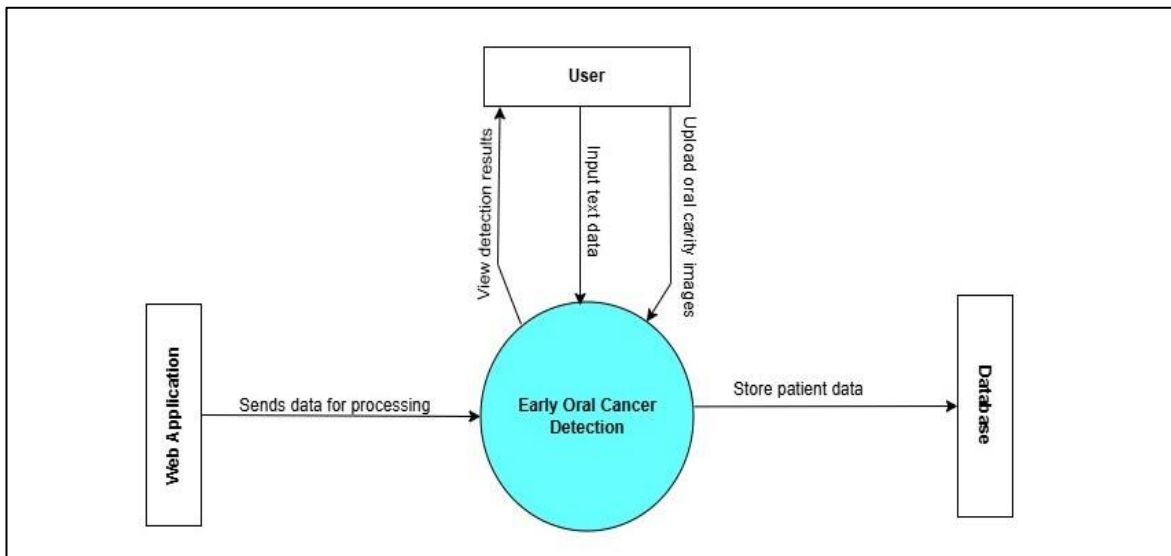 User
View detection results
Input text data
Upload oral cavity images
Web Application
Sends data for processing
Early Oral Cancer
Detection
Store patient data
Database